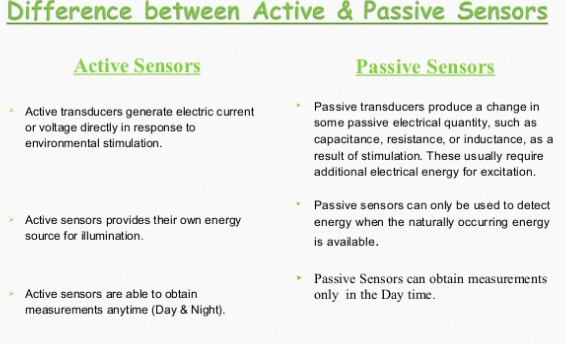 Difference between Active & Passive Sensors
Active Sensors
Active transducers generate electric current
or voltage directly in response to
environmental stimulation.
Active sensors provides their own energy
source for illumination.
Active sensors are able to obtain
measurements anytime (Day & Night).
Passive Sensors
Passive transducers produce a change in
some passive electrical quantity, such as
capacitance, resistance, or inductance, as a
result of stimulation. These usually require
additional electrical energy for excitation.
Passive sensors can only be used to detect
energy when the naturally occurring energy
is available.
Passive Sensors can obtain measurements
only in the Day time.